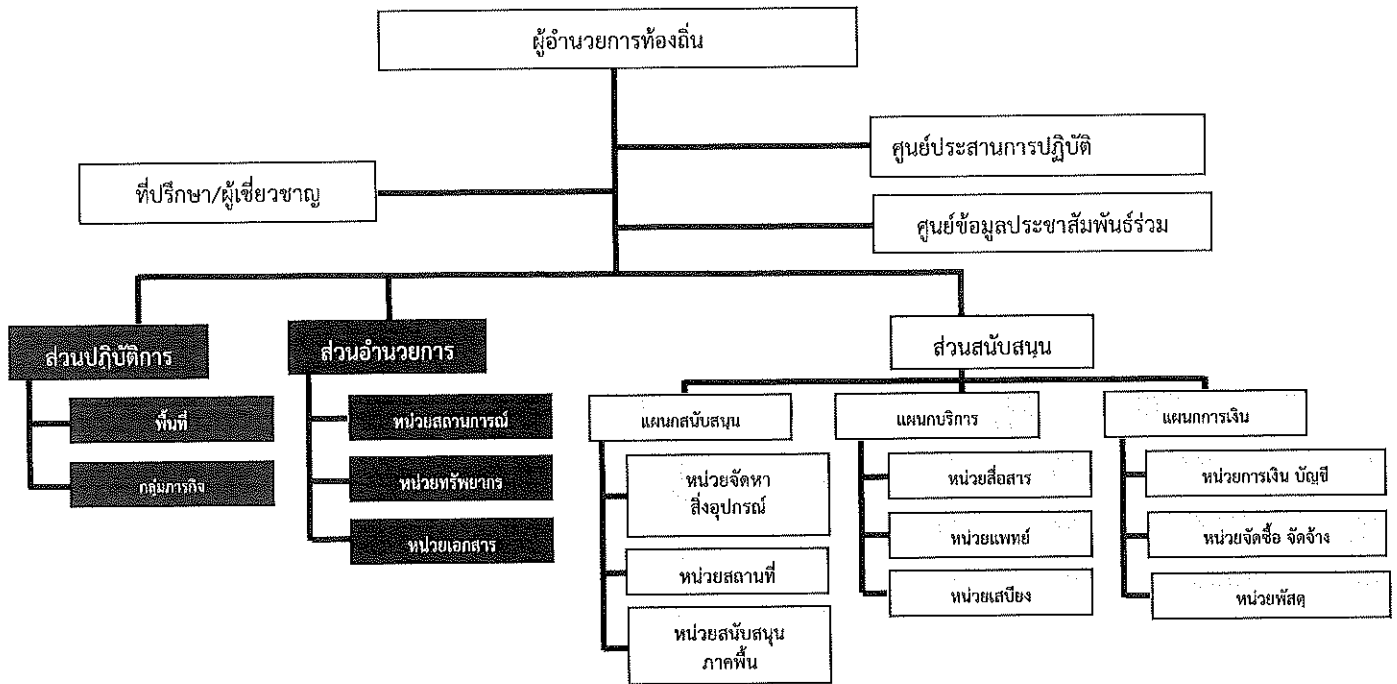 ผู้อำนวยการท้องถิ่น
ศูนย์ประสานการปฏิบัติ
ที่ปรึกษา/ผู้เชี่ยวชาญ
ศูนย์ข้อมูลประชาสัมพันธ์ร่วม
ส่วนปฏิบัติการ
พื้นที่
กลุ่มภารกิจ
ส่วนอำนวยการ
หน่วยสถานการณ์
หน่วยทรัพยากร
หน่วยเอกสาร
ส่วนสนับสนุน
แผนกสนับสนุน
หน่วยจัดหา
สิ่งอุปกรณ์
หน่วยสถานที่
หน่วยสนับสนุน
ภาคพื้น
แผนกบริการ
หน่วยสื่อสาร
หน่วยแพทย์
หน่วยเสบียง
แผนกการเงิน
หน่วยการเงิน บัญชี
หน่วยจัดซื้อ จัดจ้าง
หน่วยพัสดุ